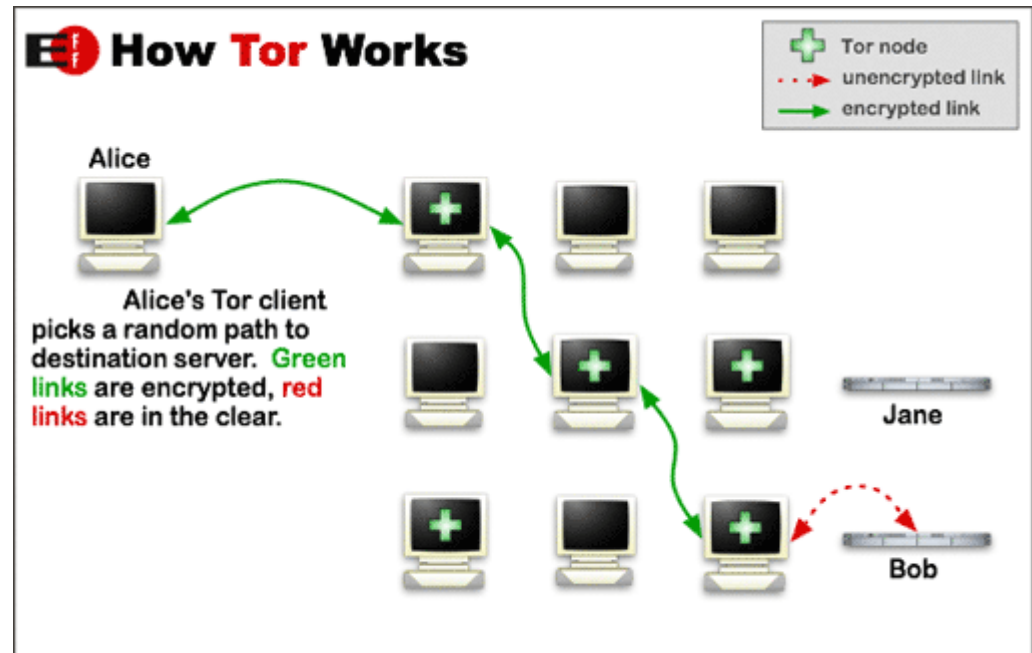 EFF How Tor Works
Tor node
unencrypted link
encrypted link
Alice
Alice's Tor client
picks a random path to
destination server. Green
links are encrypted, red
links are in the clear.
Jane
Bob